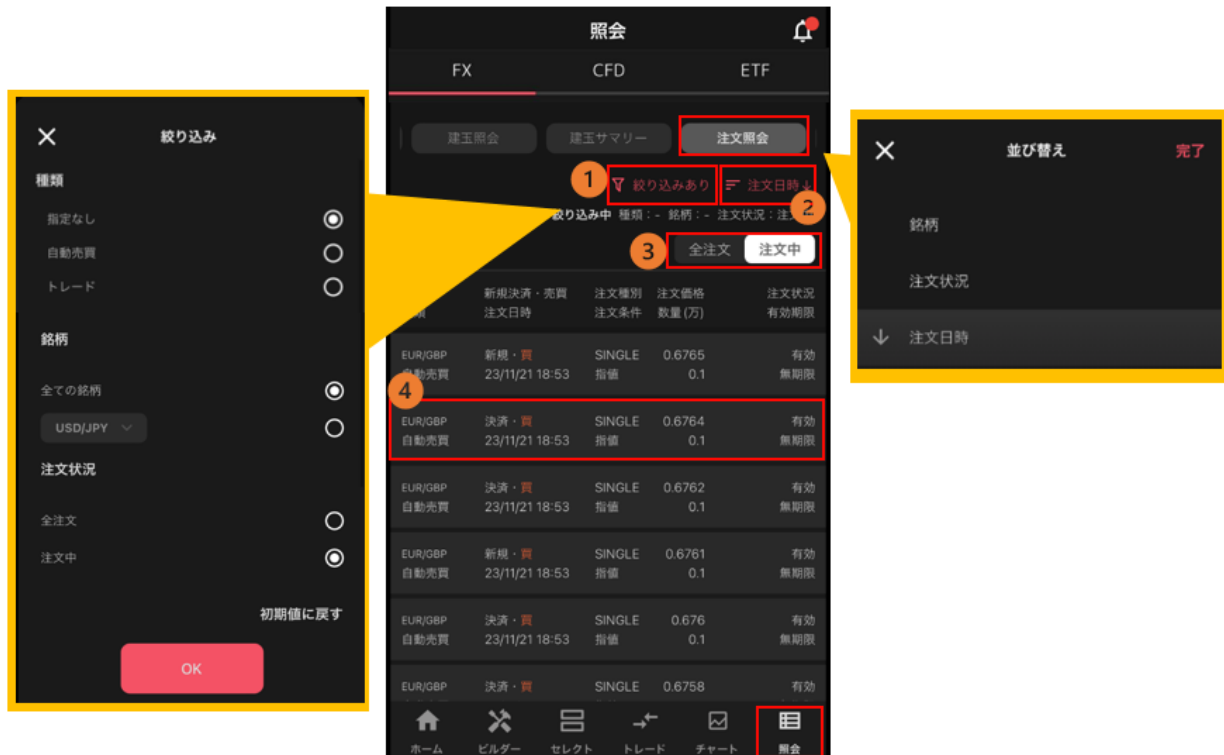 絞り込み
種類
指定なし
自動売買
トレード
銘柄
全ての銘柄
USD/JPY
注文状況
全注文
注文中
初期値に戻す
OK
照会
FX CFD ETF
建玉照会 建玉サマリー 注文照会
1 絞り込みあり 注文日時↓
2
絞り込み中 種類：- 銘柄：- 注文状況：注
3 全注文 注文中
新規決済・売買 注文種別 注文価格 注文状況
注文日時 注文条件 数量(万) 有効期限
EUR/GBP 新規・買 SINGLE 0.6765 有効
動売買 23/11/21 18:53 指値 0.1 無期限
4
EUR/GBP 決済・買 SINGLE 0.6764 有効
自動売買 23/11/21 18:53 指値 0.1 無期限
EUR/GBP 決済・買 SINGLE 0.6762 有効
自動売買 23/11/21 18:53 指値 0.1 無期限
EUR/GBP 新規・買 SINGLE 0.6761 有効
自動売買 23/11/21 18:53 指値 0.1 無期限
EUR/GBP 決済・買 SINGLE 0.676 有効
自動売買 23/11/21 18:53 指値 0.1 無期限
EUR/GBP 決済・買 SINGLE 0.6758 有効
ホーム ビルダー セレクト トレード チャート 照会
並び替え 完了
銘柄
注文状況
↓ 注文日時